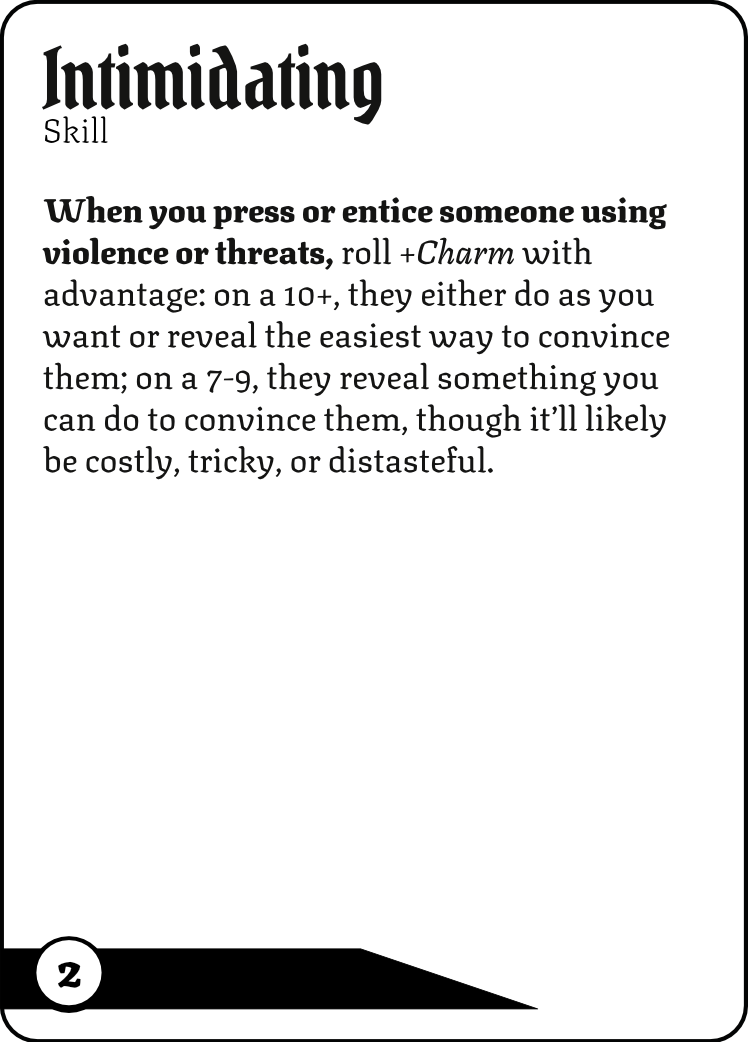 Intimidating
Skill
When you press or entice someone using
violence or threats, roll +Charm with
advantage: on a 10+, they either do as you
want or reveal the easiest way to convince
them; on a 7-9, they reveal something you
can do to convince them, though it’ll likely
be costly, tricky, or distasteful.
2